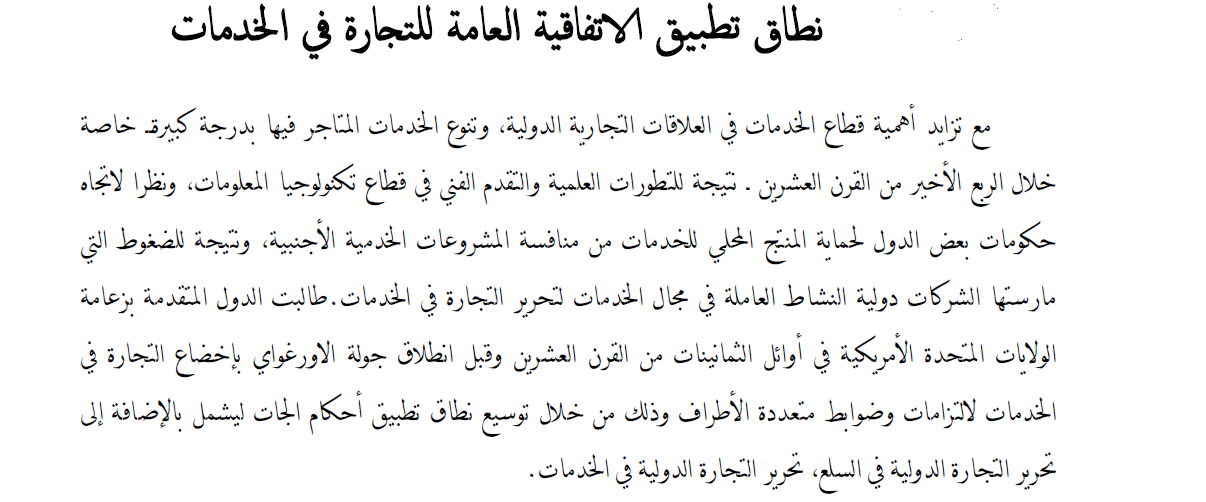 نطاق تطبيق الاتفاقية العامة للتجارة في الخدمات
مع تزايد أهمية قطاع الخدمات في العلاقات التجارية الدولية، وتنوع الخدمات المتاجر فيها بدرجة كبيرة۔ خاصة
خلال الربع الأخير من القرن العشرين ـ نتيجة للتطورات العلمية والتقدم الفني في قطاع تكنولوجيا المعلومات، ونظرا لاتجاه
حكومات بعض الدول لحماية المنتج المحلي للخدمات من منافسة المشروعات الخدمية الأجنبية، ونتيجة للضغوط التي
مارستها الشركات دولية النشاط العاملة في مجال الخدمات لتحرير التجارة في الخدمات.طالبت الدول المتقدمة بزعامة
الولايات المتحدة الأمريكية في أوائل الثمانينات من القرن العشرين وقبل انطلاق جولة الاورغواي بإخضاع التجارة في
الخدمات لالتزامات وضوابط متعددة الأطراف وذلك من خلال توسيع نطاق تطبيق أحكام الجات ليشمل بالإضافة إلى
تحرير التجارة الدولية في السلع، تحرير التجارة الدولية في الخدمات.